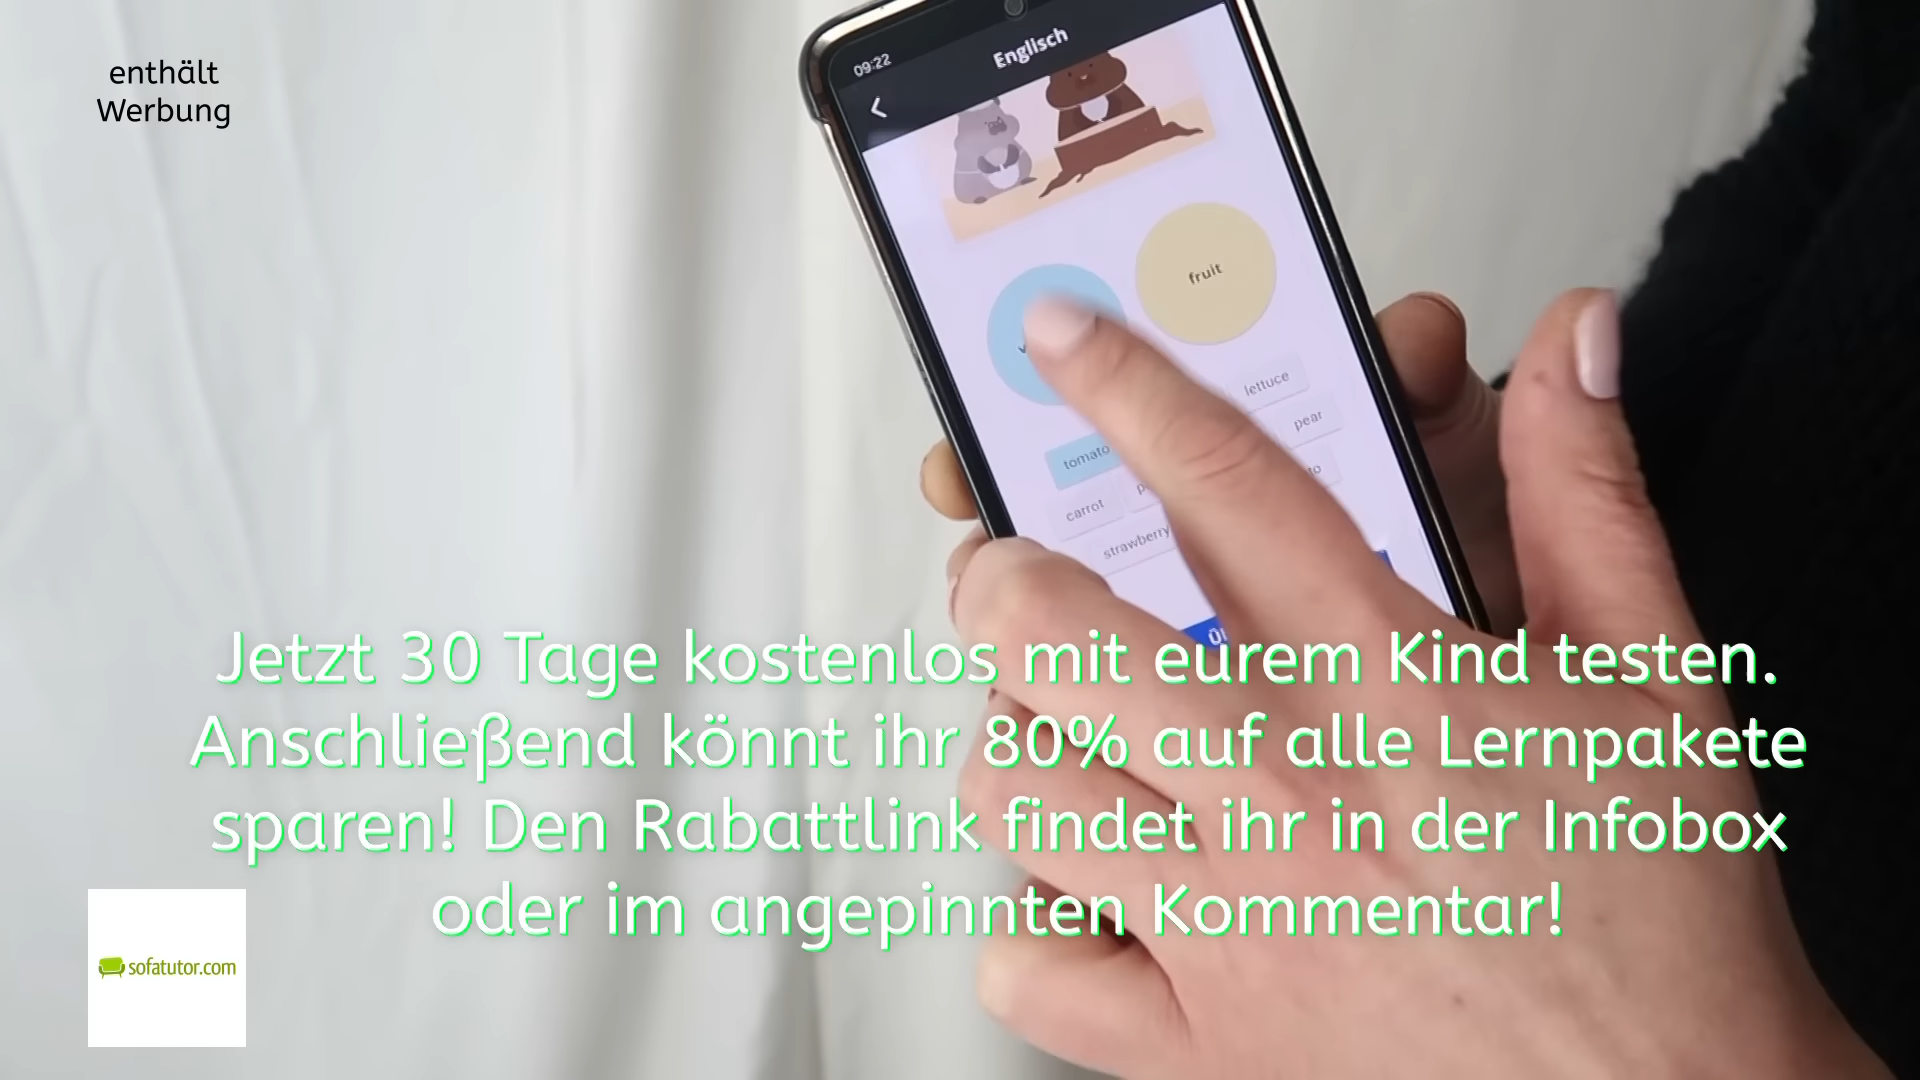 enthält
Werbung
09:22
Englisch
fruit
lettuce
pear
tomato
carrot
strawberry
Jetzt 30 Tage kostenlos mit eurem Kind testen.
Anschließend könnt ihr 80% auf alle Lernpakete
sparen! Den Rabattlink findet ihr in der Infobox
oder im angepinnten Kommentar!
sofatutor.com